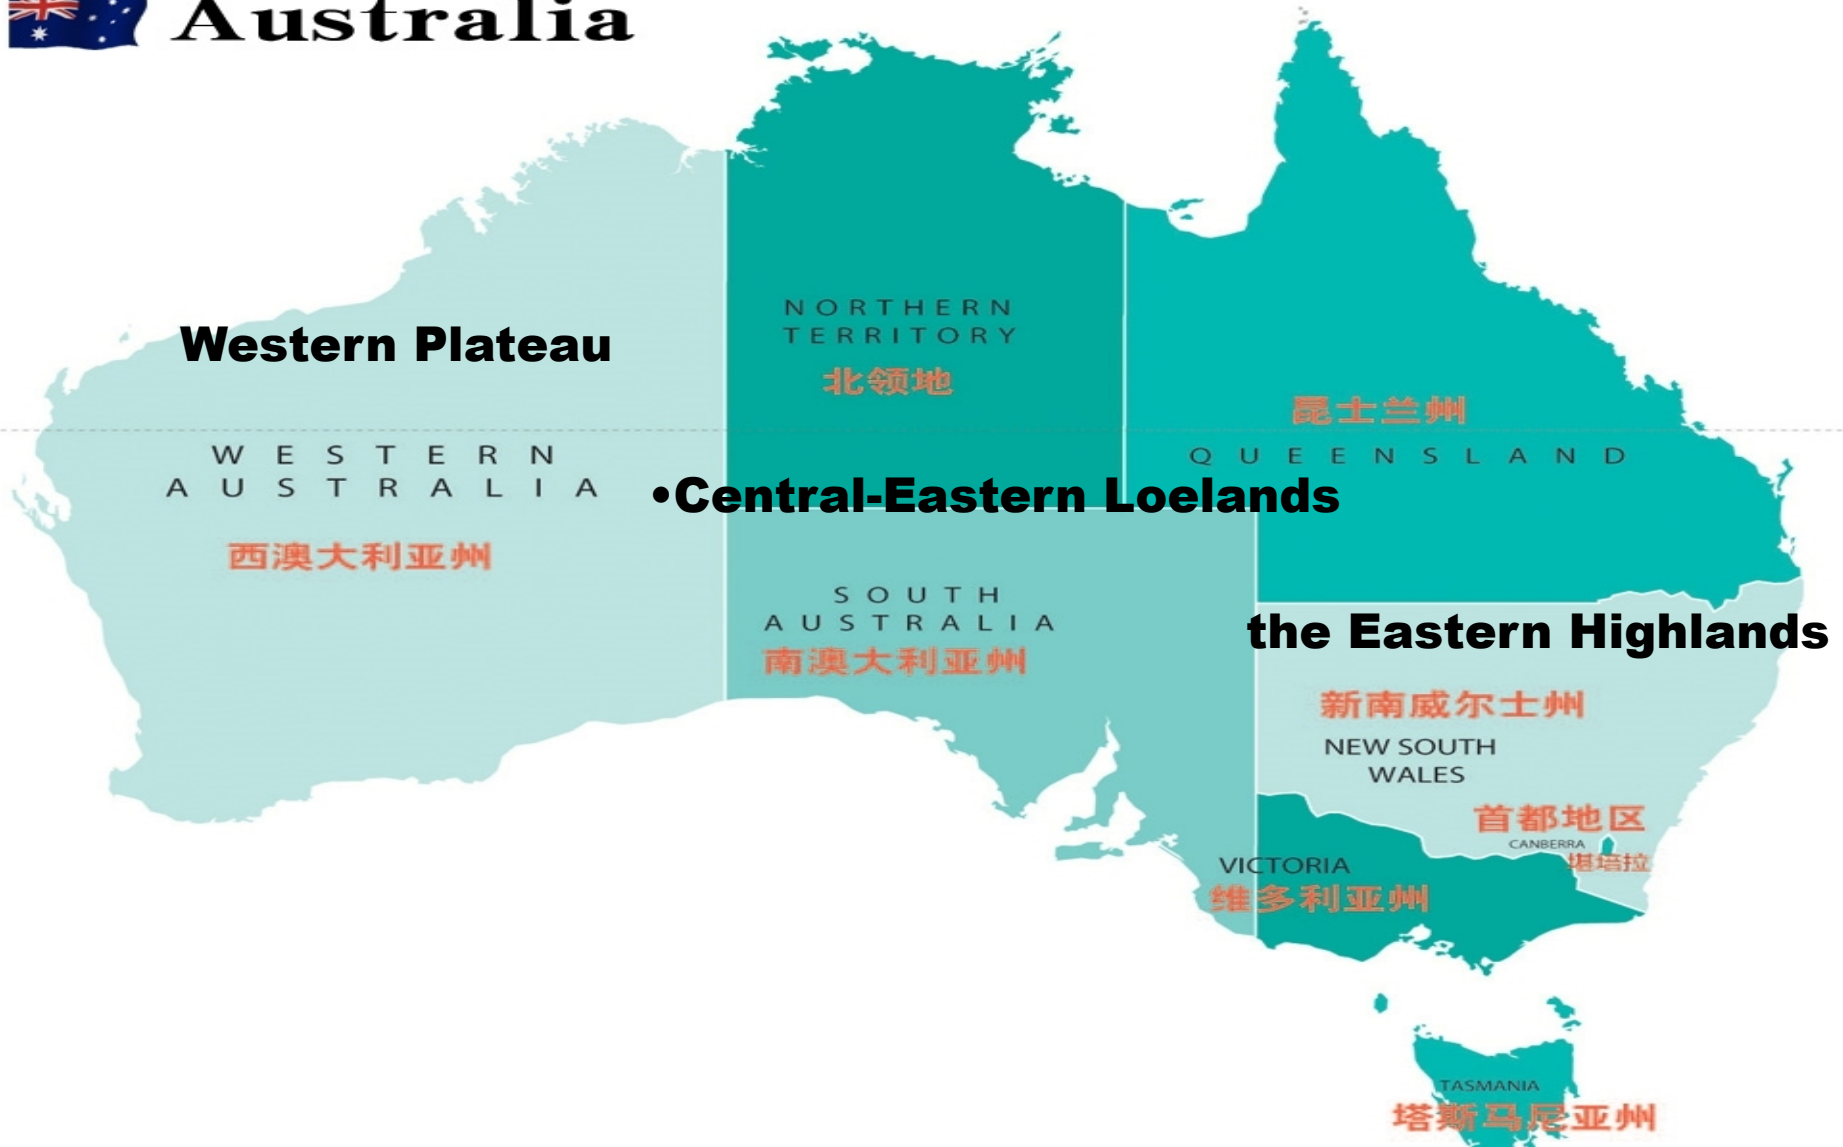 Australia
NORTHERN
TERRITORY
北领地
Western Plateau
昆士兰州
QUEENSLAND
WESTERN
AUSTRALIA
•Central-Eastern Loelands
西澳大利亚州
SOUTH
AUSTRALIA
南澳大利亚州
the Eastern Highlands
新南威尔士州
NEW SOUTH
WALES
首都地区
CANBERRA
堪培拉
VICTORIA
维多利亚州
TASMANIA
塔斯马尼亚州